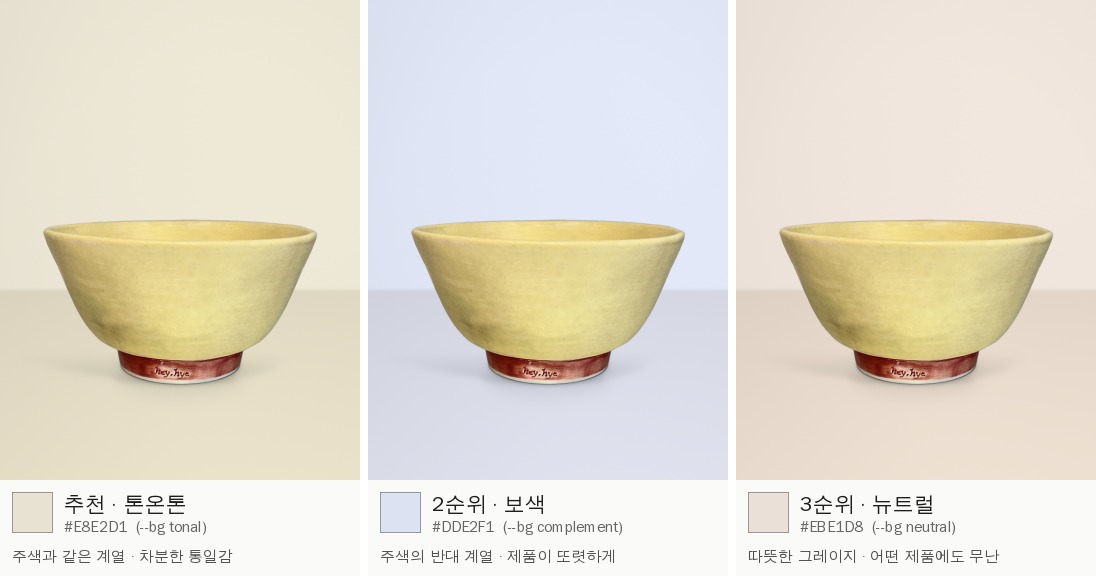 hey.hye
hey.hye
hey.hye
추천 · 톤온톤
#E8E2D1 (--bg tonal)
주색과 같은 계열 · 차분한 통일감
2순위 · 보색
#DDE2F1 (--bg complement)
주색의 반대 계열 · 제품이 또렷하게
3순위 · 뉴트럴
#EBE1D8 (--bg neutral)
따뜻한 그레이지 · 어떤 제품에도 무난